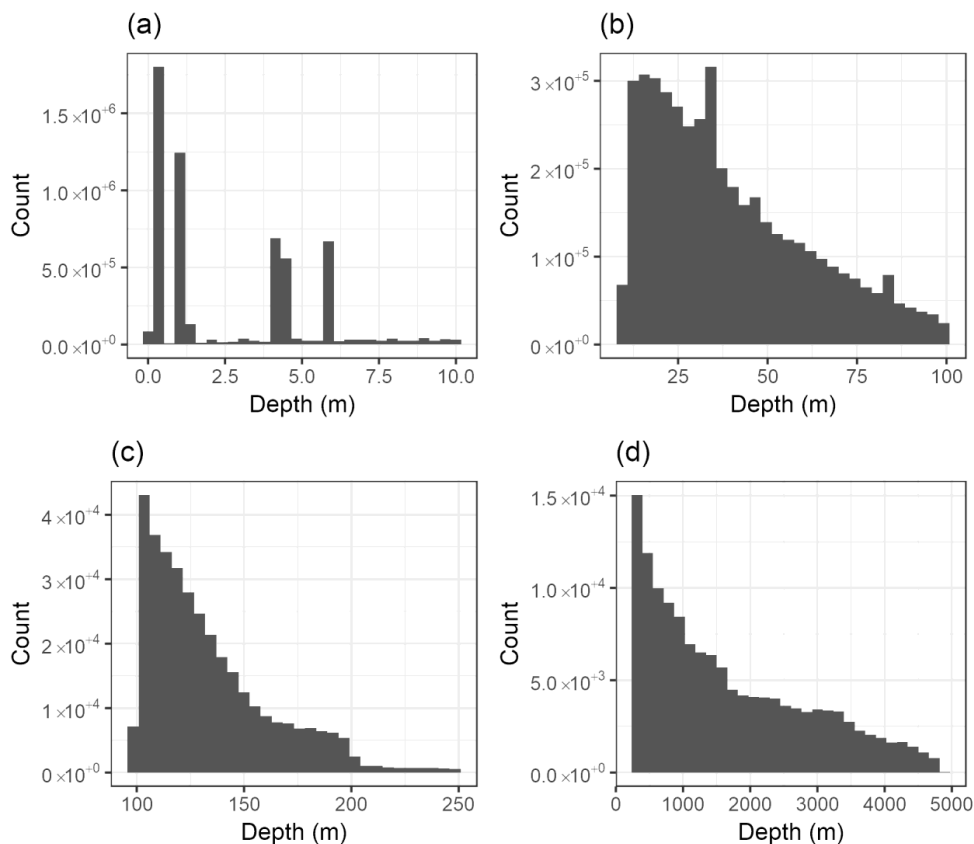 (a)
1.5×10⁺⁶
1.0×10⁺⁶
5.0×10⁺⁵
0.0×10⁺⁰
Count
0.0 2.5 5.0 7.5 10.0
Depth (m)
(b)
3×10⁺⁵
2×10⁺⁵
1×10⁺⁵
0×10⁺⁰
Count
25 50 75 100
Depth (m)
(c)
4×10⁺⁴
3×10⁺⁴
2×10⁺⁴
1×10⁺⁴
0×10⁺⁰
Count
100 150 200 250
Depth (m)
(d)
1.5×10⁺⁴
1.0×10⁺⁴
5.0×10⁺³
0.0×10⁺⁰
Count
0 1000 2000 3000 4000 5000
Depth (m)